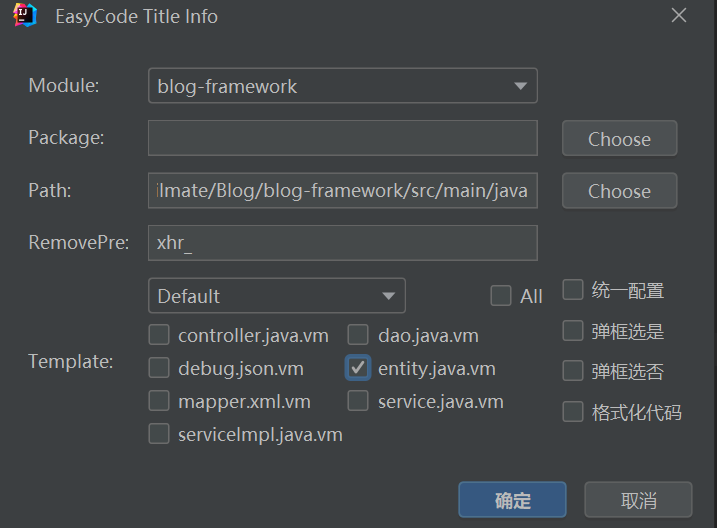 EasyCode Title Info
Module: blog-framework
Package: Choose
Path: ilmate/Blog/blog-framework/src/main/java Choose
RemovePre: xhr_
Default All 统一配置
controller.java.vm dao.java.vm 弹框选是
Template: debug.json.vm entity.java.vm 弹框选否
mapper.xml.vm service.java.vm 格式化代码
serviceImpl.java.vm
确定 取消